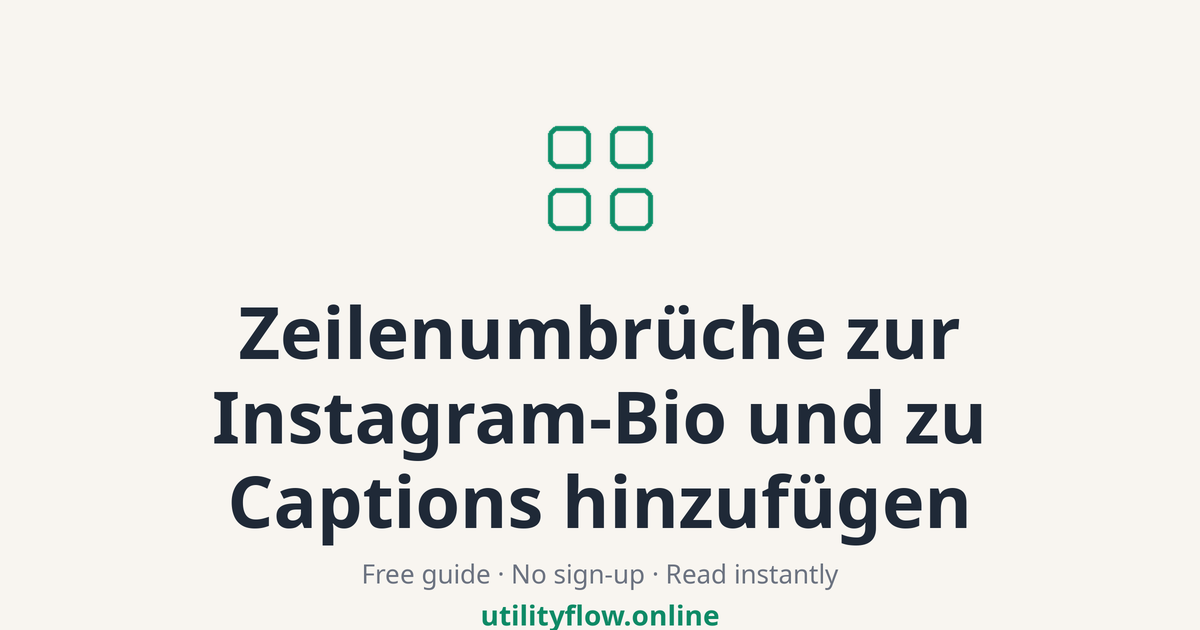 Zeilenumbrüche zur
Instagram-Bio und zu
Captions hinzufügen
Free guide · No sign-up · Read instantly
utilityflow.online